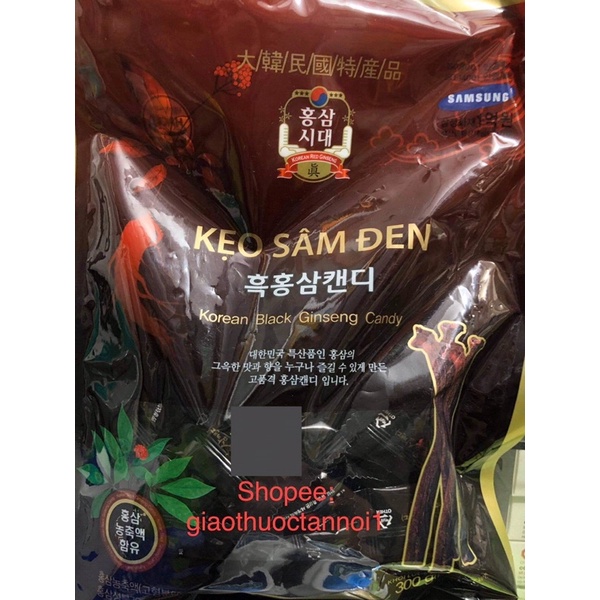 大/韓/民/國/特/産/品
홍삼
시대
KOREAN RED GINSENG
眞
SAMSUNG
KẸO SÂM ĐEN
흑홍삼캔디
Korean Black Ginseng Candy
대한민국 특산품인 홍삼의
그윽한 맛과 향을 누구나 즐길 수 있게 만든
고품격 홍삼캔디 입니다.
Shopee:
giaothuoctannoi1
홍삼
농축액
함유
300 g